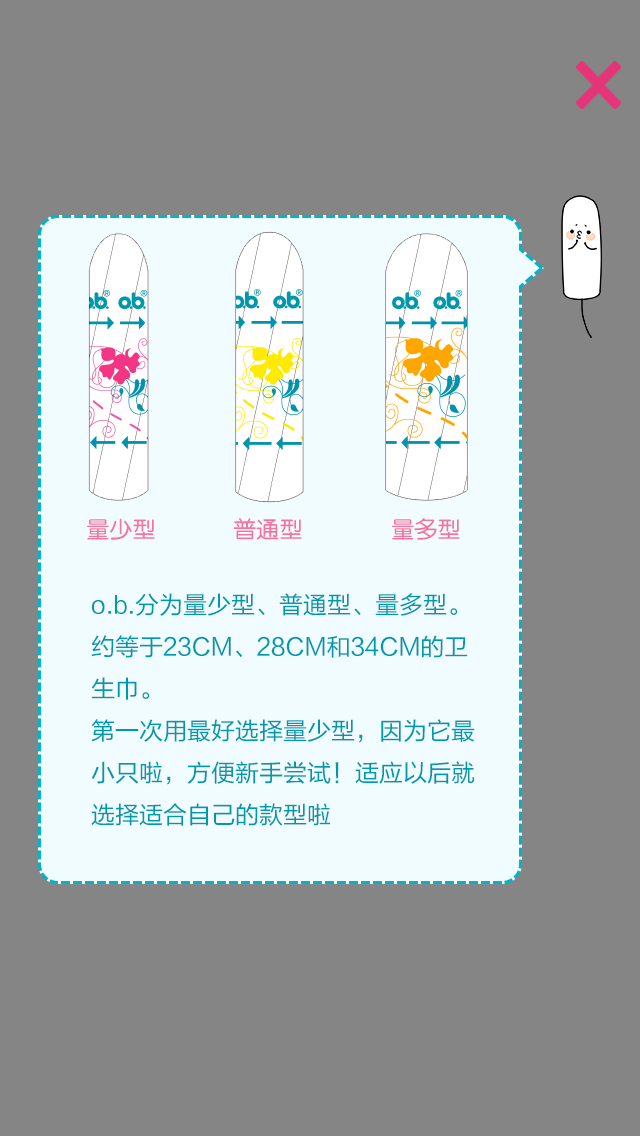 o.b.® o.b.® o.b.® o.b.® o.b. o.b.®
量少型 普通型 量多型
o.b.分为量少型、普通型、量多型。
约等于23CM、28CM和34CM的卫
生巾。
第一次用最好选择量少型，因为它最
小只啦，方便新手尝试！适应以后就
选择适合自己的款型啦